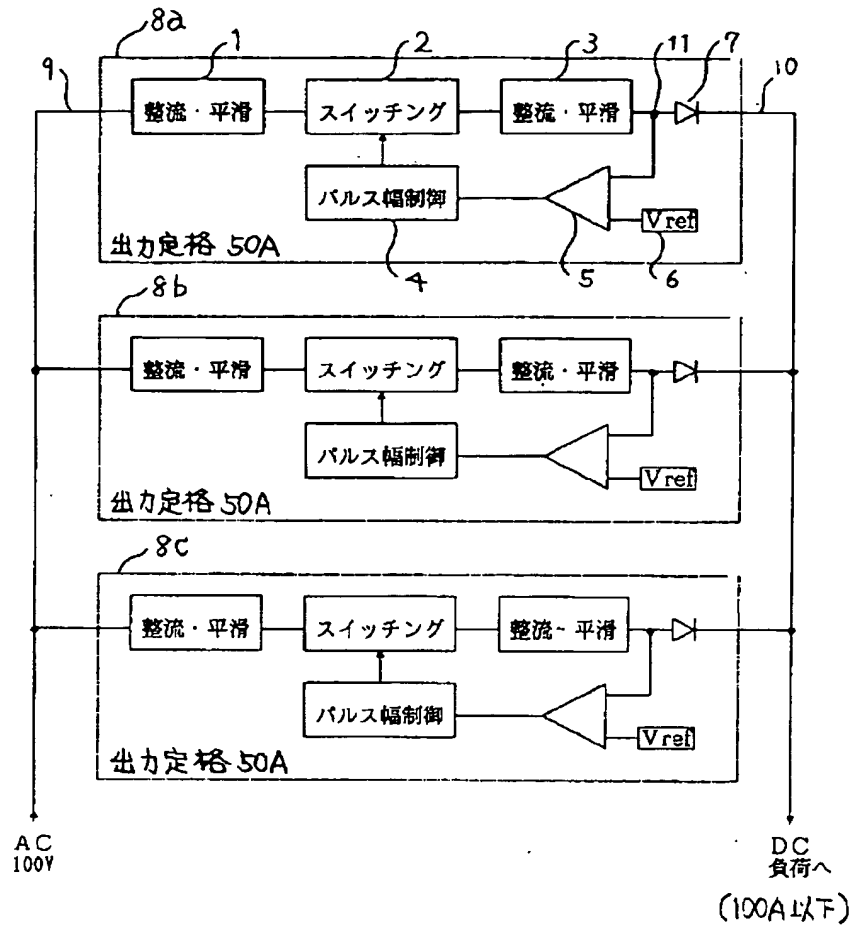 8a
1
2
3
11
7
9
10
整流・平滑
スイッチング
整流・平滑
パルス幅制御
Vref
出力定格 50A
4
5
6
8b
整流・平滑
スイッチング
整流・平滑
パルス幅制御
Vref
出力定格 50A
8c
整流・平滑
スイッチング
整流~平滑
パルス幅制御
Vref
出力定格 50A
AC
100V
DC
負荷へ
(100A以下)